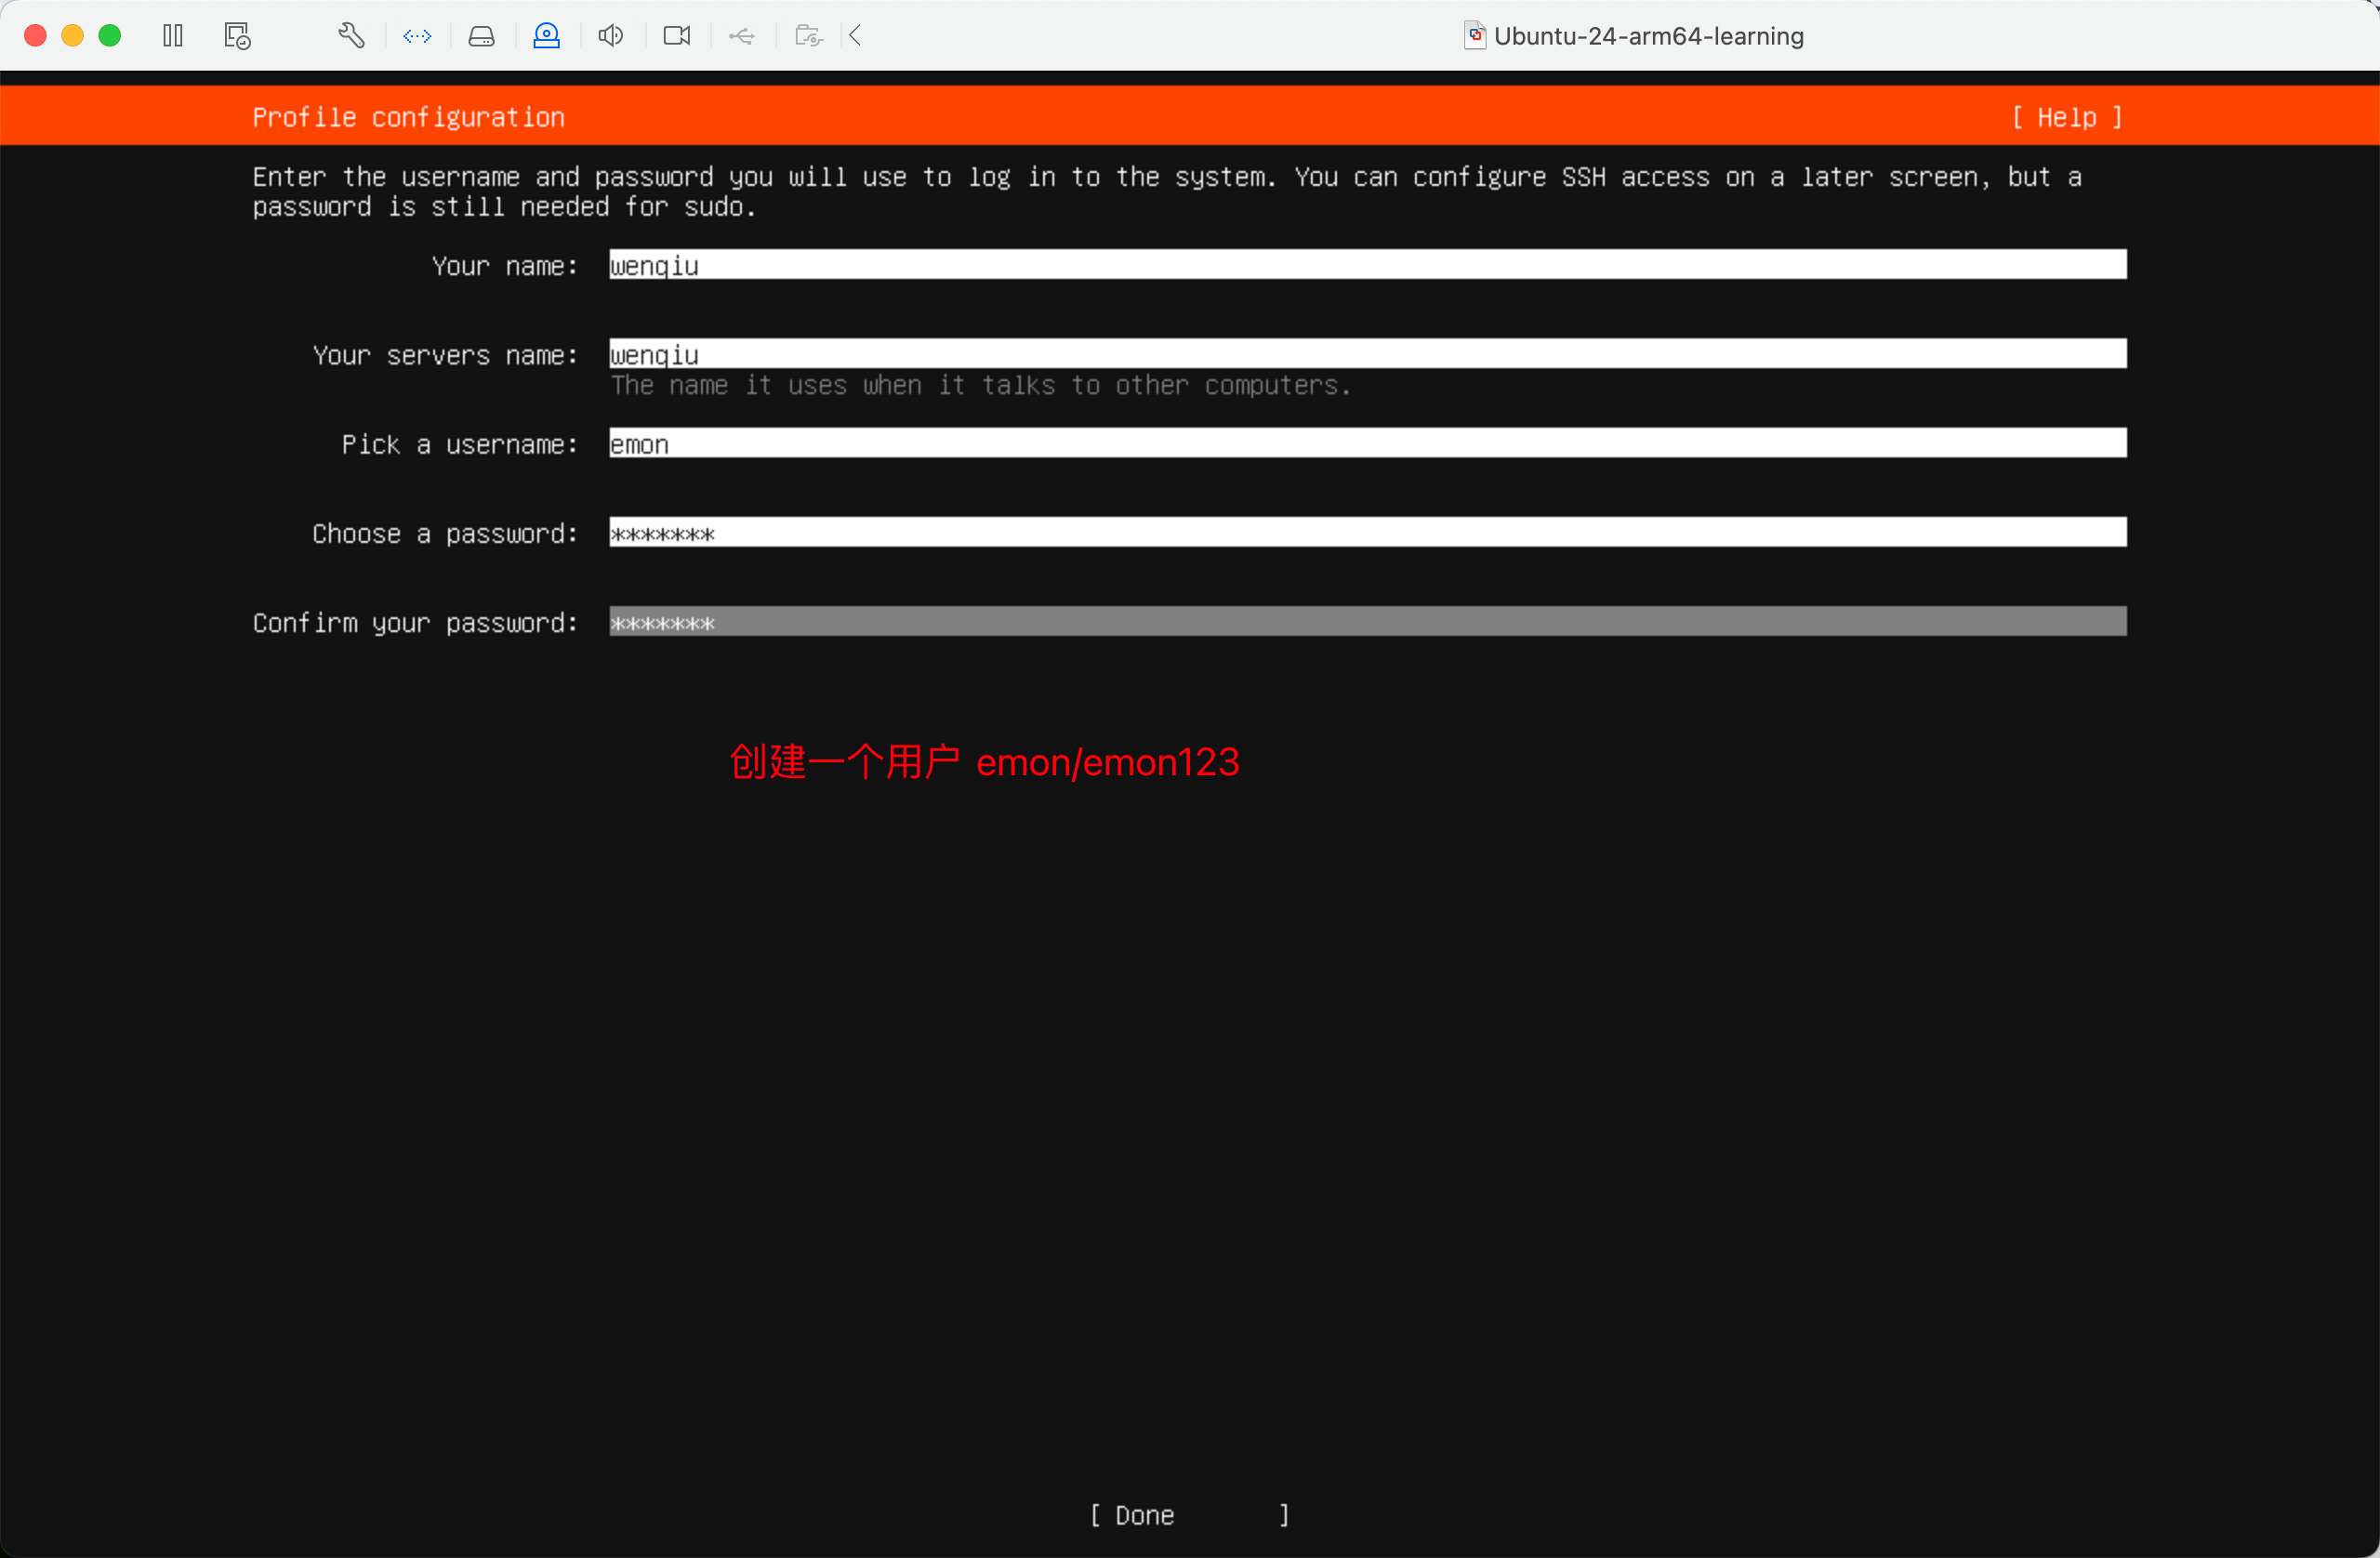 Ubuntu-24-arm64-learning
Profile configuration [ Help ]
Enter the username and password you will use to log in to the system. You can configure SSH access on a later screen, but a
password is still needed for sudo.
Your name: wenqiu
Your servers name: wenqiu
The name it uses when it talks to other computers.
Pick a username: emon
Choose a password: *******
Confirm your password: *******
创建一个用户 emon/emon123
[ Done ]